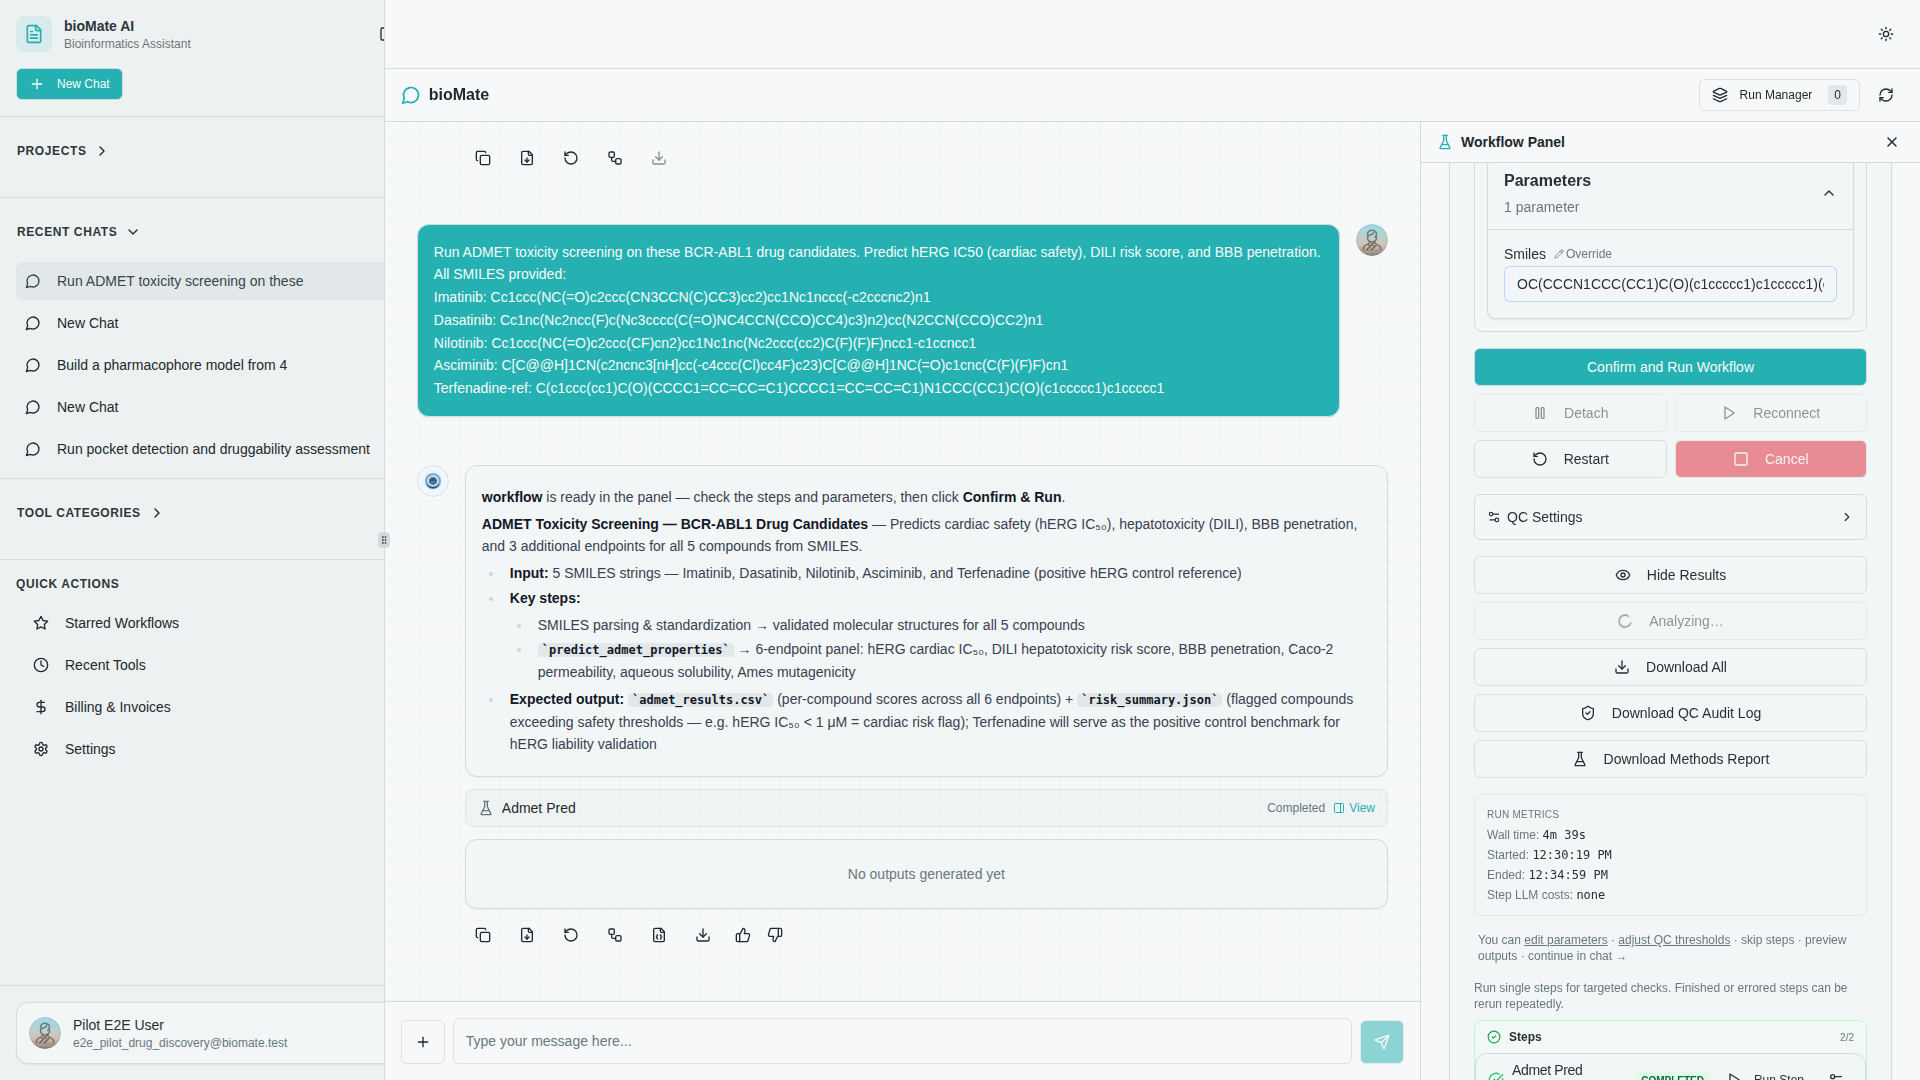 bioMate AI
Bioinformatics Assistant
New Chat
PROJECTS
RECENT CHATS
Run ADMET toxicity screening on these
New Chat
Build a pharmacophore model from 4
New Chat
Run pocket detection and druggability assessment
TOOL CATEGORIES
QUICK ACTIONS
Starred Workflows
Recent Tools
Billing & Invoices
Settings
Pilot E2E User
e2e_pilot_drug_discovery@biomate.test
bioMate
Run Manager 0
Run ADMET toxicity screening on these BCR-ABL1 drug candidates. Predict hERG IC50 (cardiac safety), DILI risk score, and BBB penetration.
All SMILES provided:
Imatinib: Cc1ccc(NC(=O)c2ccc(CN3CCN(C)CC3)cc2)cc1Nc1nccc(-c2cccnc2)n1
Dasatinib: Cc1nc(Nc2ncc(F)c(Nc3cccc(C(=O)NC4CCN(CCO)CC4)c3)n2)cc(N2CCN(CCO)CC2)n1
Nilotinib: Cc1ccc(NC(=O)c2ccc(CF)cn2)cc1Nc1nc(Nc2ccc(cc2)C(F)(F)F)ncc1-c1ccncc1
Asciminib: C[C@@H]1CN(c2ncnc3[nH]cc(-c4ccc(Cl)cc4F)c23)C[C@@H]1NC(=O)c1cnc(C(F)(F)F)cn1
Terfenadine-ref: C(c1ccc(cc1)C(O)(CCCC1=CC=CC=C1)CCCC1=CC=CC=C1)N1CCC(CC1)C(O)(c1ccccc1)c1ccccc1
workflow is ready in the panel — check the steps and parameters, then click Confirm & Run.
ADMET Toxicity Screening — BCR-ABL1 Drug Candidates — Predicts cardiac safety (hERG IC₅₀), hepatotoxicity (DILI), BBB penetration,
and 3 additional endpoints for all 5 compounds from SMILES.
Input: 5 SMILES strings — Imatinib, Dasatinib, Nilotinib, Asciminib, and Terfenadine (positive hERG control reference)
Key steps:
SMILES parsing & standardization → validated molecular structures for all 5 compounds
`predict_admet_properties` → 6-endpoint panel: hERG cardiac IC₅₀, DILI hepatotoxicity risk score, BBB penetration, Caco-2
permeability, aqueous solubility, Ames mutagenicity
Expected output: `admet_results.csv` (per-compound scores across all 6 endpoints) + `risk_summary.json` (flagged compounds
exceeding safety thresholds — e.g. hERG IC₅₀ < 1 μM = cardiac risk flag); Terfenadine will serve as the positive control benchmark for
hERG liability validation
Admet Pred
Completed View
No outputs generated yet
Type your message here...
Workflow Panel
Parameters
1 parameter
Smiles Override
OC(CCCN1CCC(CC1)C(O)(c1ccccc1)c1ccccc1)(
Confirm and Run Workflow
Detach
Reconnect
Restart
Cancel
QC Settings
Hide Results
Analyzing…
Download All
Download QC Audit Log
Download Methods Report
RUN METRICS
Wall time: 4m 39s
Started: 12:30:19 PM
Ended: 12:34:59 PM
Step LLM costs: none
You can edit parameters · adjust QC thresholds · skip steps · preview
outputs · continue in chat →
Run single steps for targeted checks. Finished or errored steps can be
rerun repeatedly.
Steps 2/2
Admet Pred
COMPLETED
Run Step